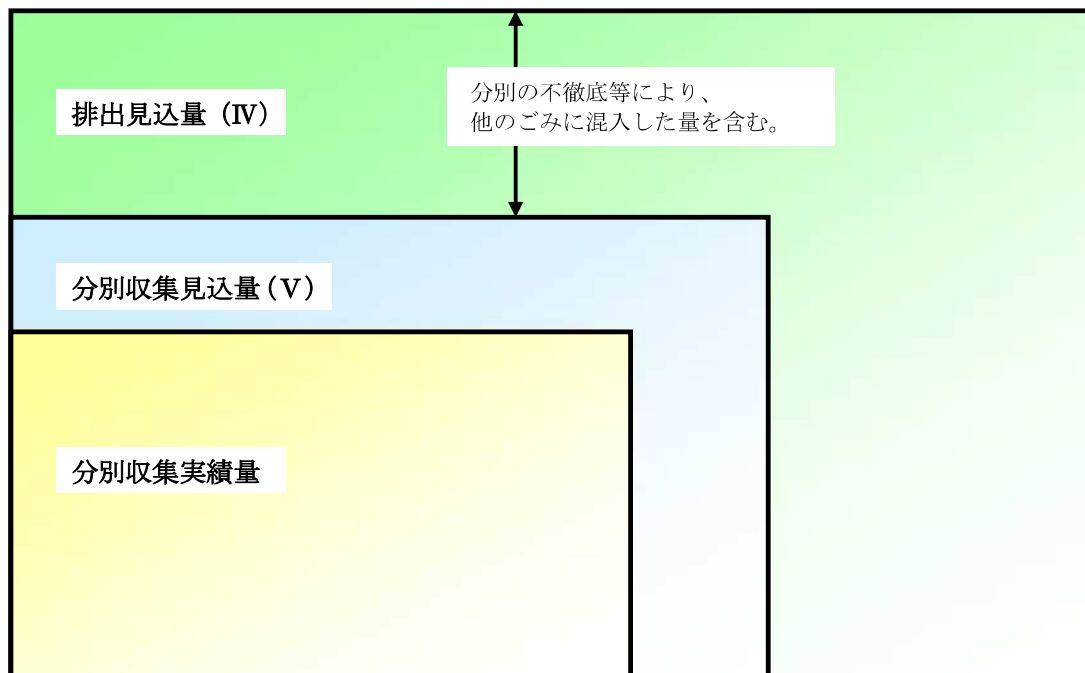 排出見込量（Ⅳ）
分別の不徹底等により、
他のごみに混入した量を含む。
分別収集見込量（Ⅴ）
分別収集実績量